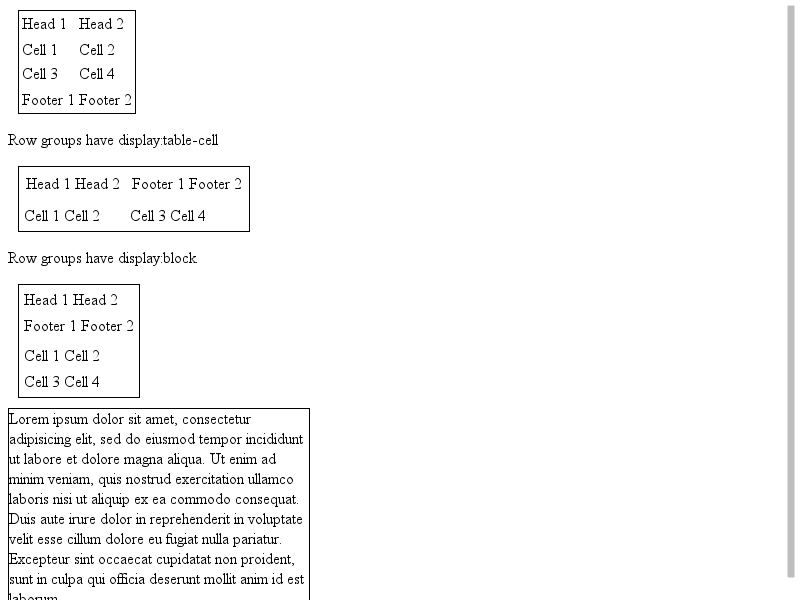 Head 1 Head 2
Cell 1 Cell 2
Cell 3 Cell 4
Footer 1 Footer 2
Row groups have display:table-cell
Head 1 Head 2 Footer 1 Footer 2
Cell 1 Cell 2 Cell 3 Cell 4
Row groups have display:block
Head 1 Head 2
Footer 1 Footer 2
Cell 1 Cell 2
Cell 3 Cell 4
Lorem ipsum dolor sit amet, consectetur
adipisicing elit, sed do eiusmod tempor incididunt
ut labore et dolore magna aliqua. Ut enim ad
minim veniam, quis nostrud exercitation ullamco
laboris nisi ut aliquip ex ea commodo consequat.
Duis aute irure dolor in reprehenderit in voluptate
velit esse cillum dolore eu fugiat nulla pariatur.
Excepteur sint occaecat cupidatat non proident,
sunt in culpa qui officia deserunt mollit anim id est
laborum.